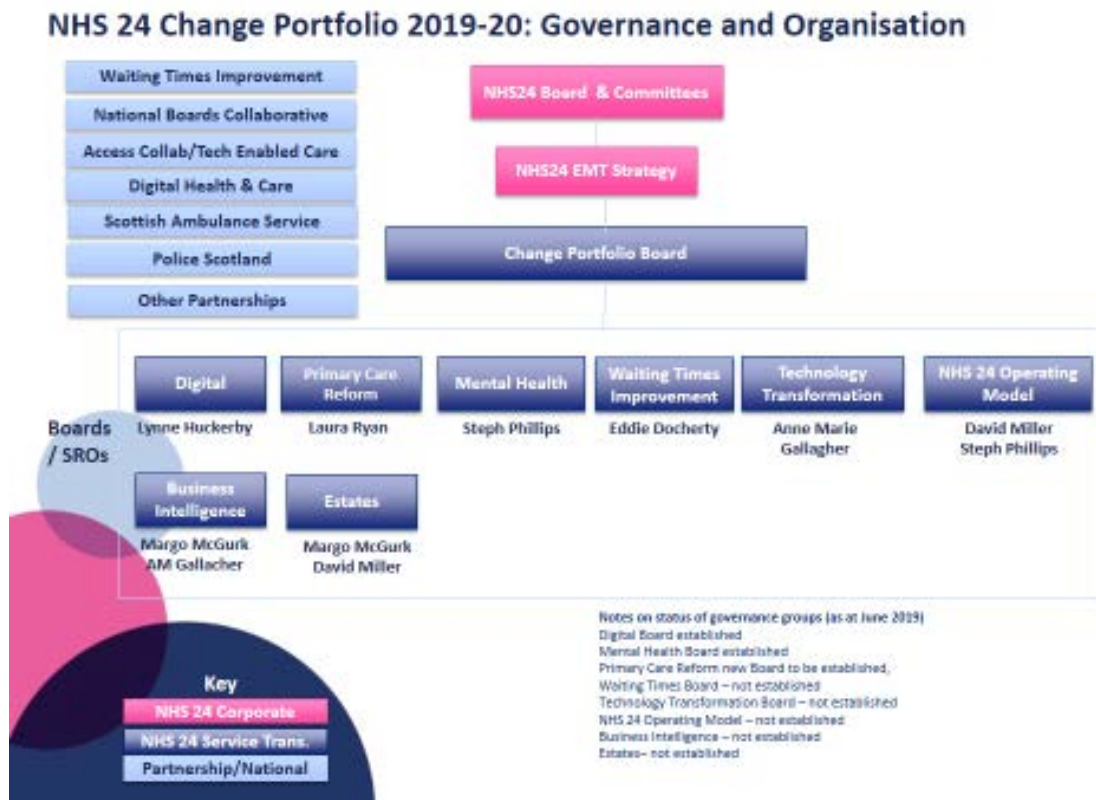 NHS 24 Change Portfolio 2019-20: Governance and Organisation
Waiting Times Improvement
National Boards Collaborative
Access Collab/Tech Enabled Care
Digital Health & Care
Scottish Ambulance Service
Police Scotland
Other Partnerships
NHS24 Board & Committees
NHS24 EMT Strategy
Change Portfolio Board
Boards
/ SROs
Digital
Lynne Huckerby
Primary Care
Reform
Laura Ryan
Mental Health
Steph Phillips
Waiting Times
Improvement
Eddie Docherty
Technology
Transformation
Anne Marie
Gallagher
NHS 24 Operating
Model
David Miller
Steph Phillips
Business
Intelligence
Margo McGurk
AM Gallacher
Estates
Margo McGurk
David Miller
Key
NHS 24 Corporate
NHS 24 Service Trans.
Partnership/National
Notes on status of governance groups (as at June 2019)
Digital Board established
Mental Health Board established
Primary Care Reform new Board to be established,
Waiting Times Board – not established
Technology Transformation Board – not established
NHS 24 Operating Model – not established
Business Intelligence – not established
Estates– not established